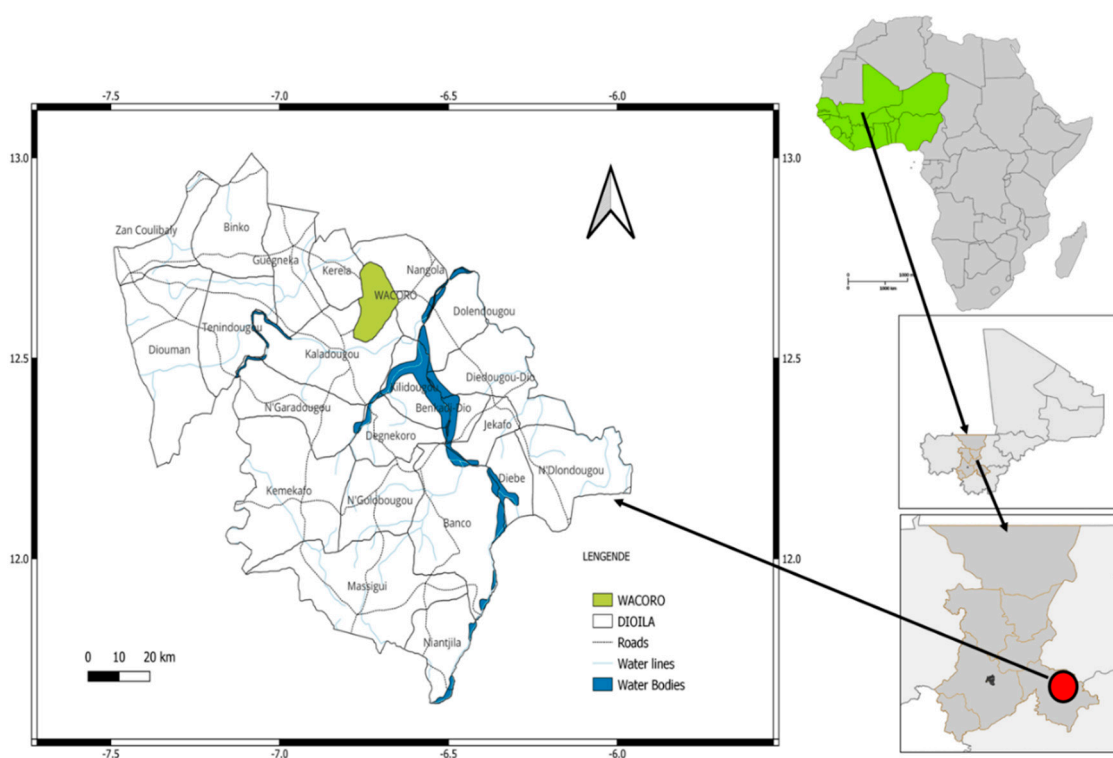 -7.5 -7.0 -6.5 -6.0
13.0 13.0
Zan Coulibaly
Binko
Guegneka
Kerela
Nangola
WACORO
Dolendougou
Tenindougou
Diouman
Kaladougou
12.5 12.5
Diedougou-Dio
Kilidougou
N'Garadougou
Benkadi-Dio
Degnekoro
Jekafo
N'Dlondougou
Diebe
Kemekafo
N'Golobougou
Banco
12.0 12.0
Massigui
Niantjila
LENGENDE
WACORO
DIOILA
Roads
Water lines
Water Bodies
0 10 20 km
-7.5 -7.0 -6.5 -6.0